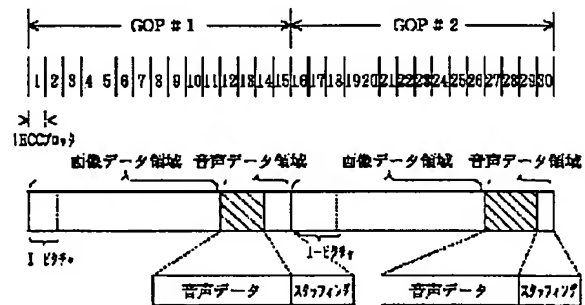 GOP # 1 GOP # 2
1 2 3 4 5 6 7 8 9 10 11 12 13 14 15 16 17 18 19 20 21 22 23 24 25 26 27 28 29 30
1ECCブロック
画像データ領域 音声データ領域 画像データ領域 音声データ領域
I ピクチャ I-ピクチャ
音声データ スタッフィング 音声データ スタッフィング